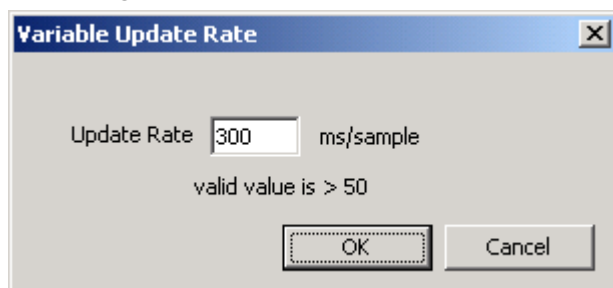 Variable Update Rate
Update Rate 300 ms/sample
valid value is > 50
OK Cancel